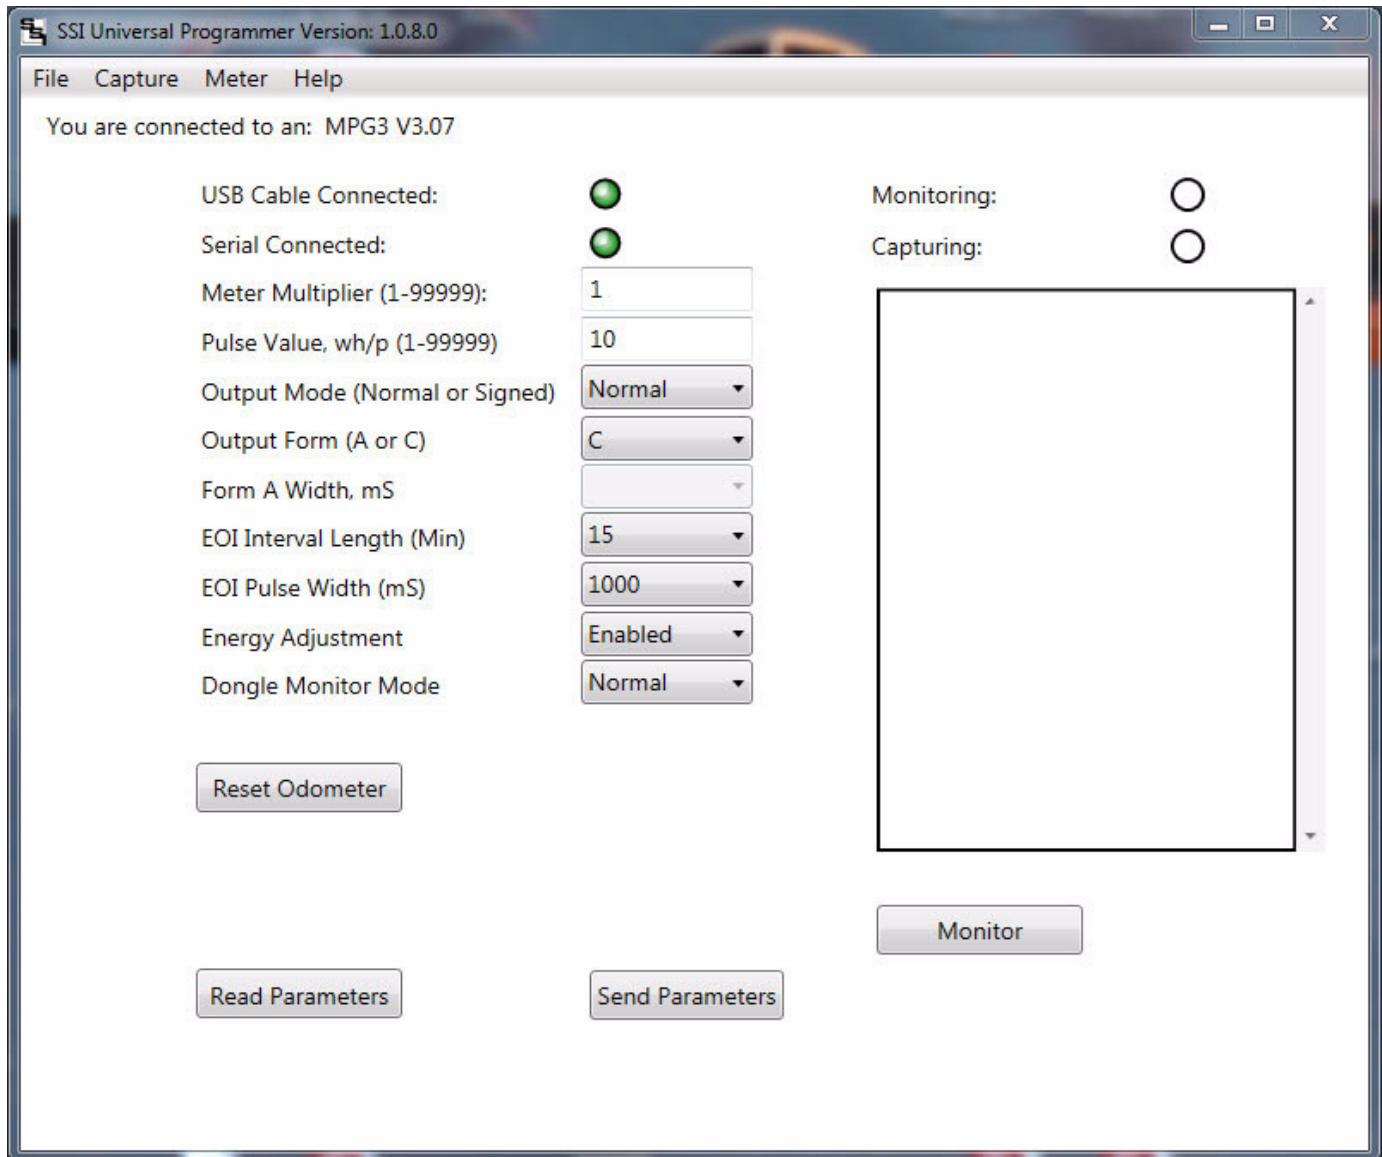 SSI Universal Programmer Version: 1.0.8.0
File Capture Meter Help
You are connected to an: MPG3 V3.07
USB Cable Connected:
Serial Connected:
Meter Multiplier (1-99999): 1
Pulse Value, wh/p (1-99999) 10
Output Mode (Normal or Signed) Normal
Output Form (A or C) C
Form A Width, mS
EOI Interval Length (Min) 15
EOI Pulse Width (mS) 1000
Energy Adjustment Enabled
Dongle Monitor Mode Normal
Reset Odometer
Read Parameters
Send Parameters
Monitoring:
Capturing:
Monitor